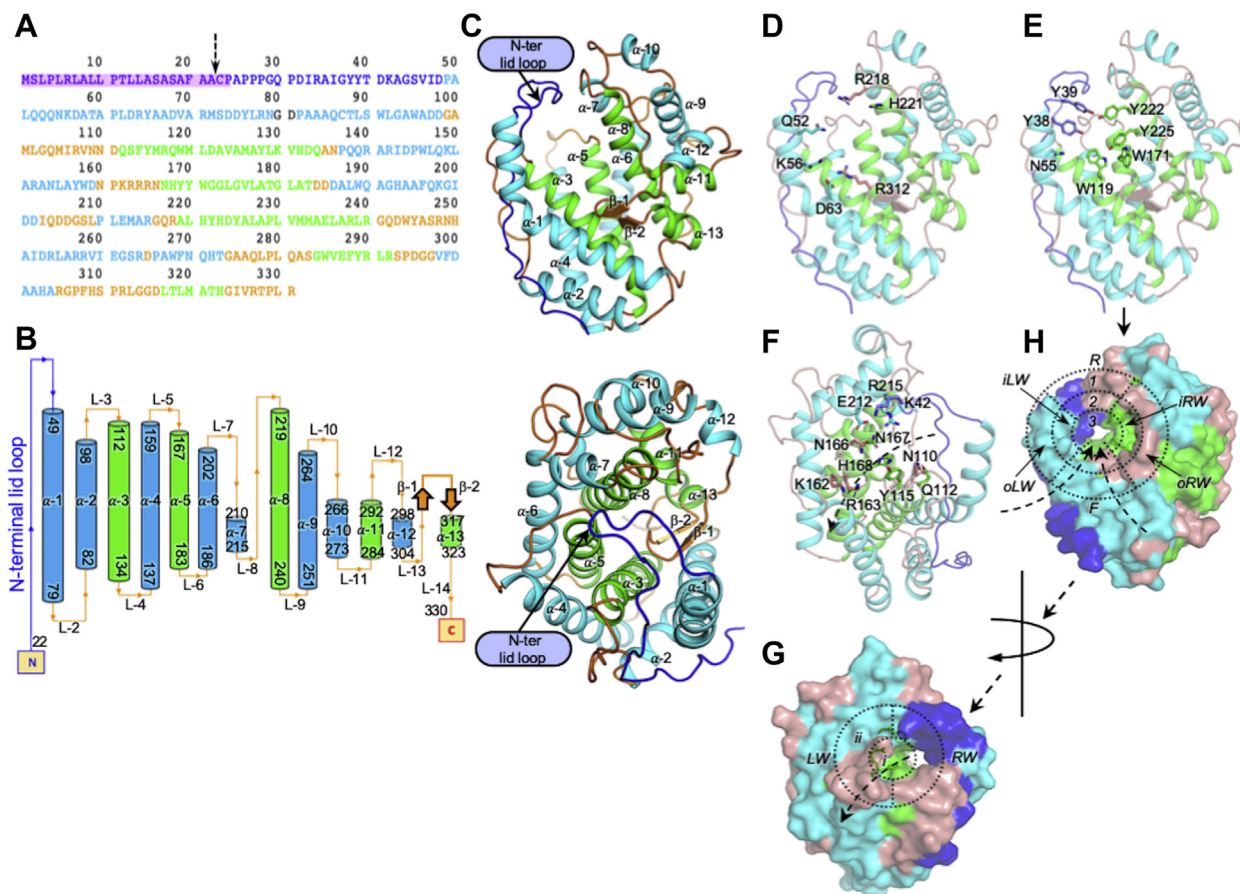 A
10 20 30 40 50
MSLPLRLALL PTLLASASAF AACPAPPPGQ PDIRAIGYYT DKAGSVIDPA
60 70 80 90 100
LQQQNKDATA PLDRYAADVA RMSDDYLRNG DPAAAQCTLS WLGAWADDGA
110 120 130 140 150
MLGQMIRVNN DQSFYMRQWM LDAVAMAYLK VHDQANPQQR ARIDPWLQKL
160 170 180 190 200
ARANLAYWDN PKRRRNNHYY WGGLGVLATG LATDDDALWQ AGHAAFQKGI
210 220 230 240 250
DDIQDDGSLP LEMARGQRAL HYHDYALAPL VMMAELARLR GQDWYASRNH
260 270 280 290 300
AIDRLARRVI EGSRDPAWFN QHTGAAQLPL QASGWVEFYR LRSPDGGVFD
310 320 330
AAHARGPFHS PRLGGDLTLM ATHGIVRTPL R
B
N-terminal lid loop
L-3 L-5 L-7 L-10 L-12
49 98 112 159 167 202 210 219 264 266 292 298 β-1 β-2 317
α-1 α-2 α-3 α-4 α-5 α-6 α-7 α-8 α-9 α-10 α-11 α-12 α-13
79 82 134 137 183 186 215 240 251 273 284 304 323
L-2 L-4 L-6 L-8 L-9 L-11 L-13 L-14
22 330
N C
C
N-ter
lid loop
α-10
α-7
α-9
α-8
α-12
α-5
α-6
α-11
α-3
β-1
α-1
β-2
α-13
α-4
α-2
α-10
α-9
α-12
α-7
α-11
α-8
α-6
α-13
β-2
β-1
α-5
α-3
α-1
α-4
N-ter
lid loop
α-2
D
R218
H221
Q52
K56
R312
D63
E
Y39
Y222
Y38
Y225
N55
W171
W119
F
R215
E212
K42
N166
N167
N110
H168
K162
Y115
Q112
R163
H
R
iLW
1
2
iRW
3
oLW
oRW
F
G
ii
LW
i
RW